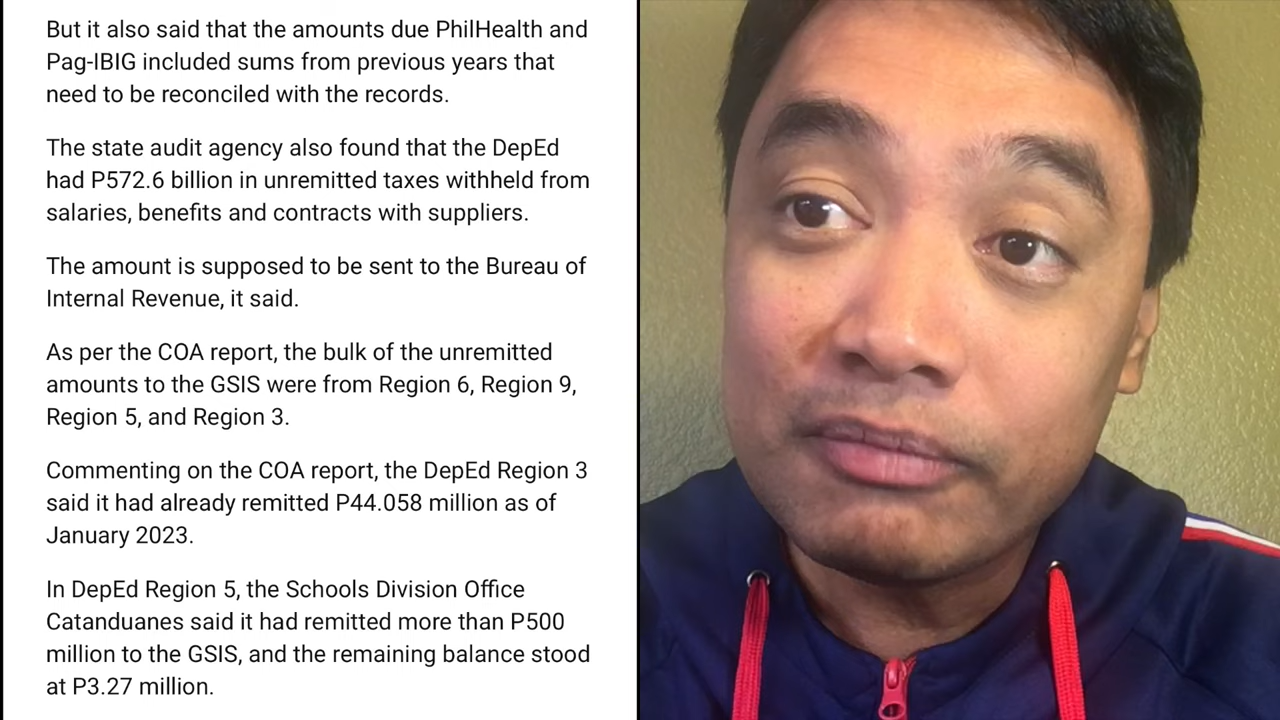 But it also said that the amounts due PhilHealth and
Pag-IBIG included sums from previous years that
need to be reconciled with the records.
The state audit agency also found that the DepEd
had P572.6 billion in unremitted taxes withheld from
salaries, benefits and contracts with suppliers.
The amount is supposed to be sent to the Bureau of
Internal Revenue, it said.
As per the COA report, the bulk of the unremitted
amounts to the GSIS were from Region 6, Region 9,
Region 5, and Region 3.
Commenting on the COA report, the DepEd Region 3
said it had already remitted P44.058 million as of
January 2023.
In DepEd Region 5, the Schools Division Office
Catanduanes said it had remitted more than P500
million to the GSIS, and the remaining balance stood
at P3.27 million.